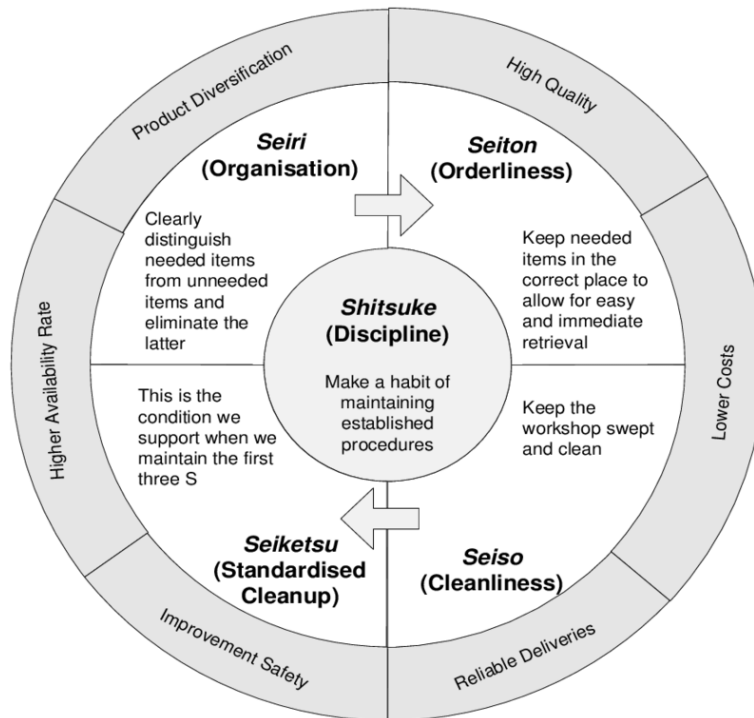 Product Diversification
High Quality
Lower Costs
Reliable Deliveries
Improvement Safety
Higher Availability Rate
Seiri
(Organisation)
Clearly
distinguish
needed items
from unneeded
items and
eliminate the
latter
Seiton
(Orderliness)
Keep needed
items in the
correct place to
allow for easy
and immediate
retrieval
Shitsuke
(Discipline)
Make a habit of
maintaining
established
procedures
This is the
condition we
support when we
maintain the first
three S
Seiketsu
(Standardised
Cleanup)
Keep the
workshop swept
and clean
Seiso
(Cleanliness)